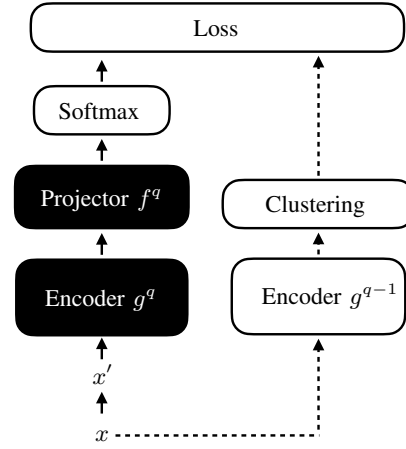 Loss
Softmax
Projector f^q
Clustering
Encoder g^q
Encoder g^{q−1}
x′
x